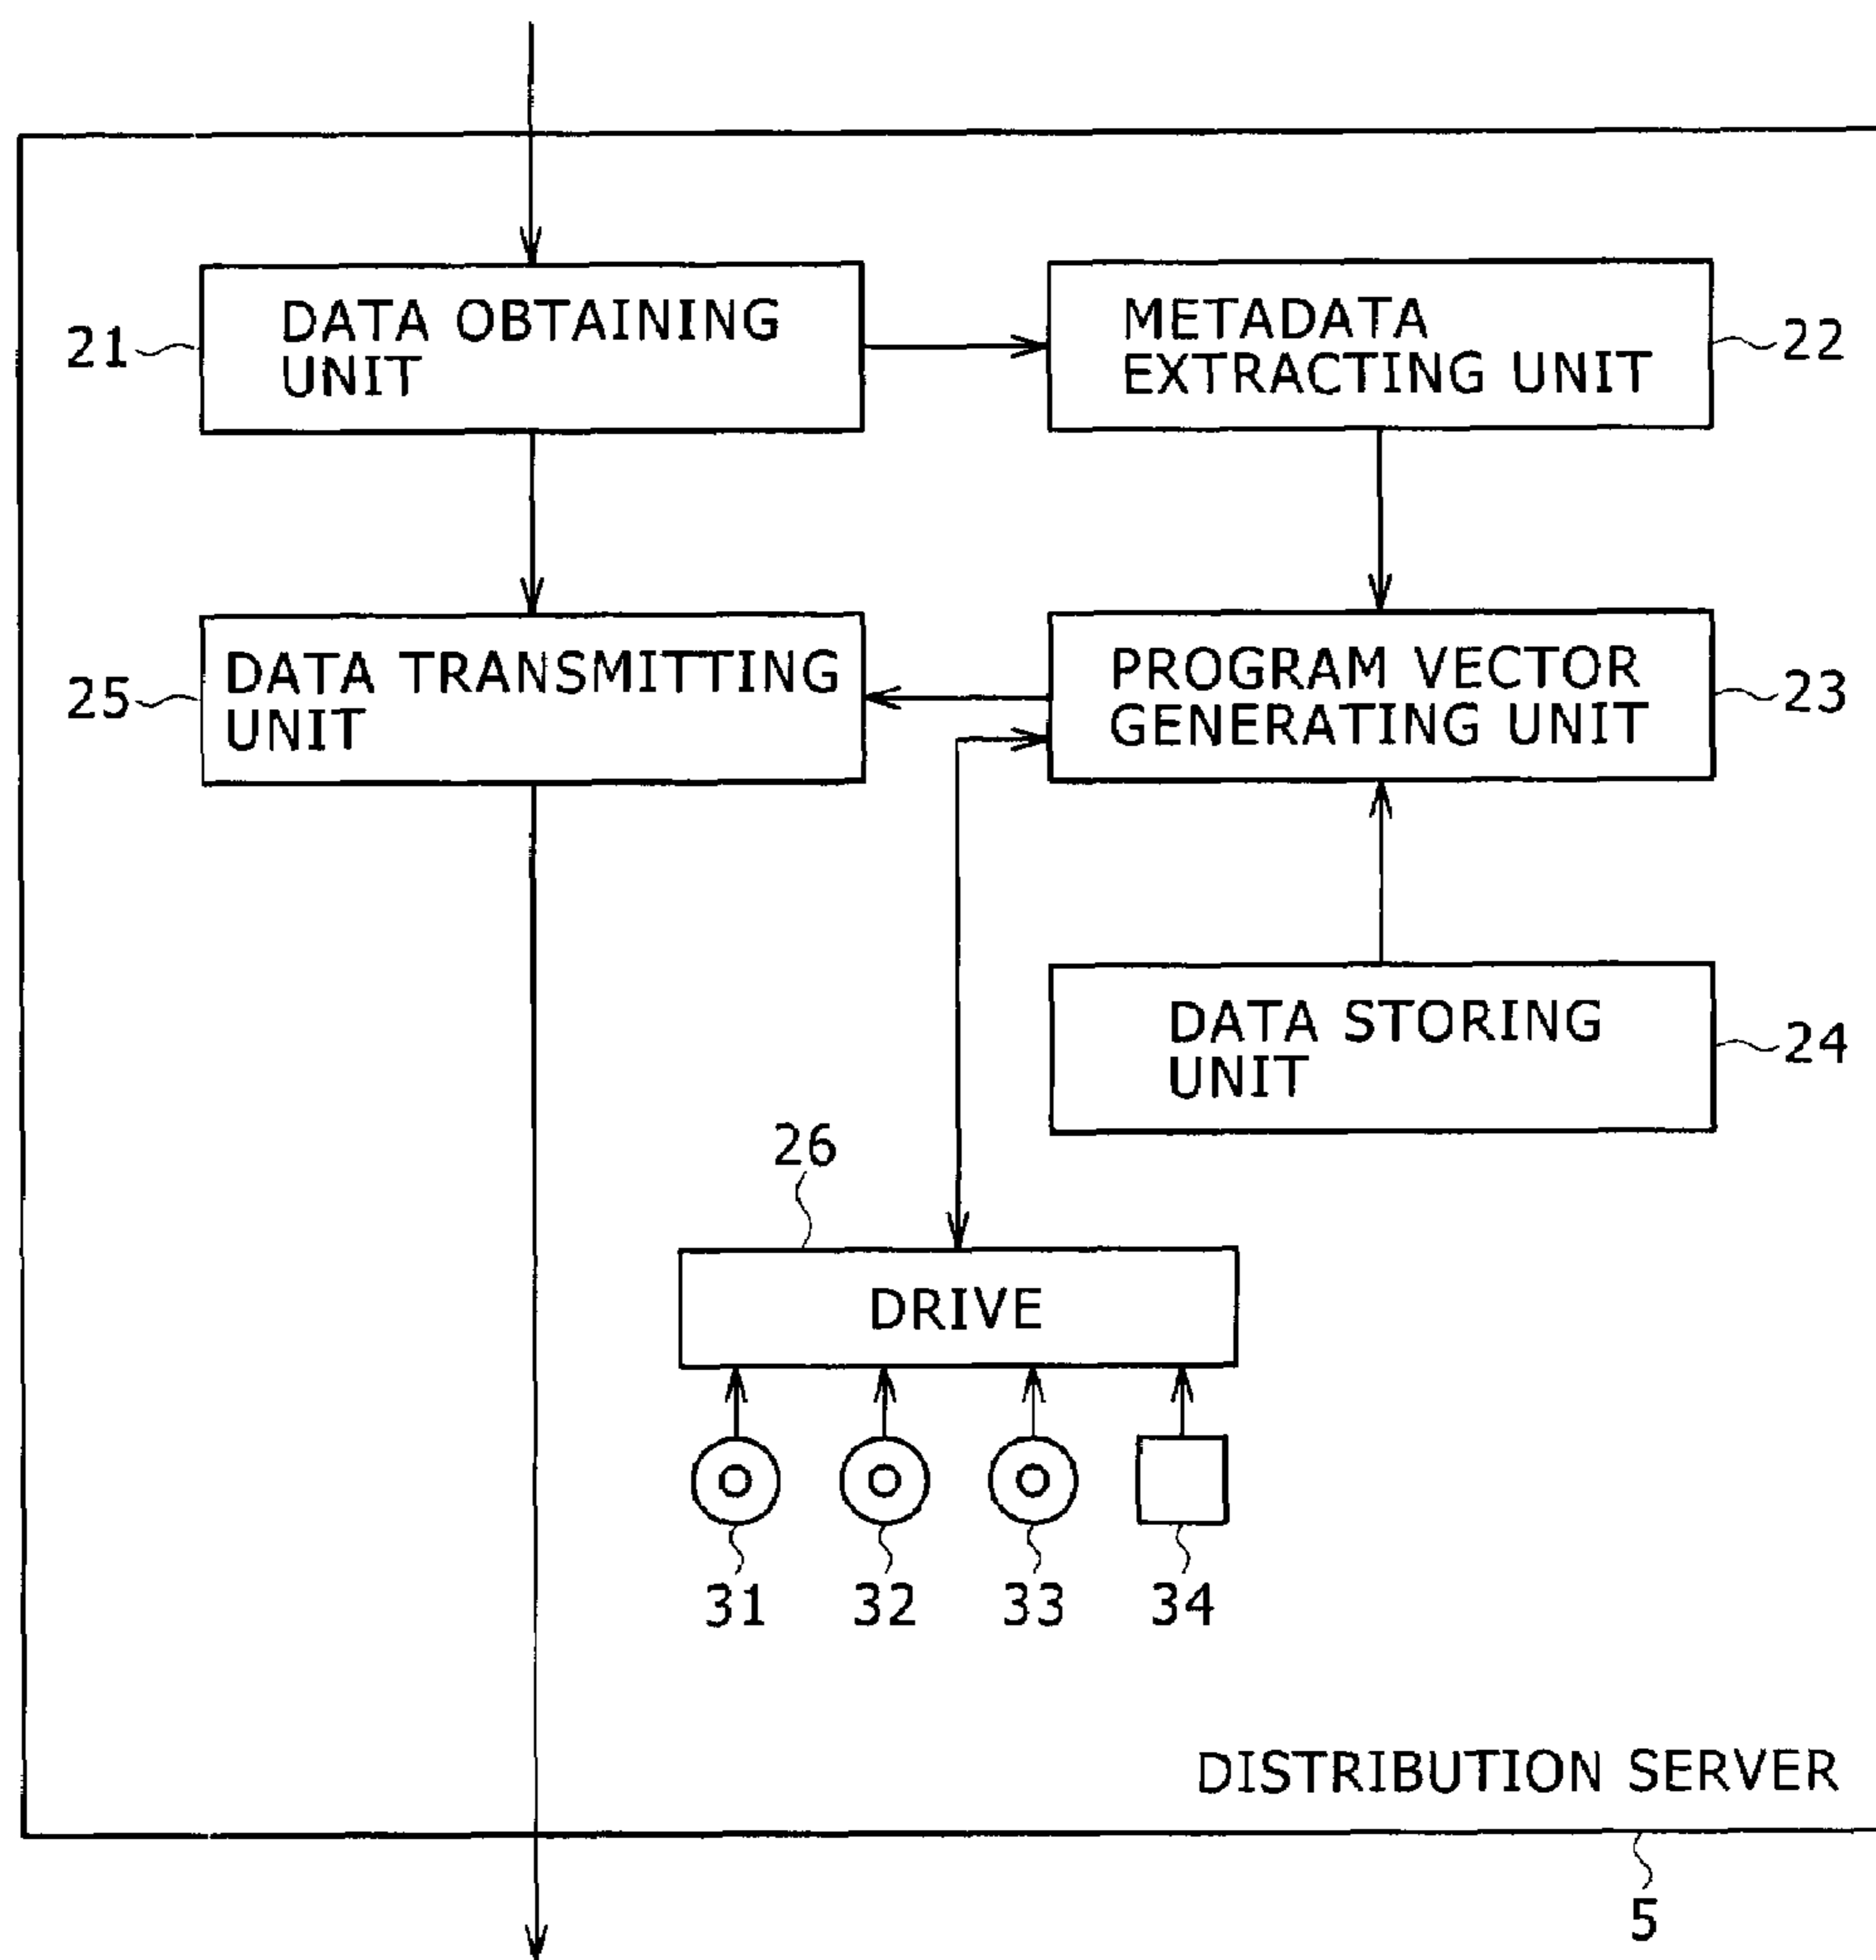 DATA OBTAINING
UNIT
21
METADATA
EXTRACTING UNIT
22
DATA TRANSMITTING
UNIT
25
PROGRAM VECTOR
GENERATING UNIT
23
DATA STORING
UNIT
24
26
DRIVE
31 32 33 34
DISTRIBUTION SERVER
5